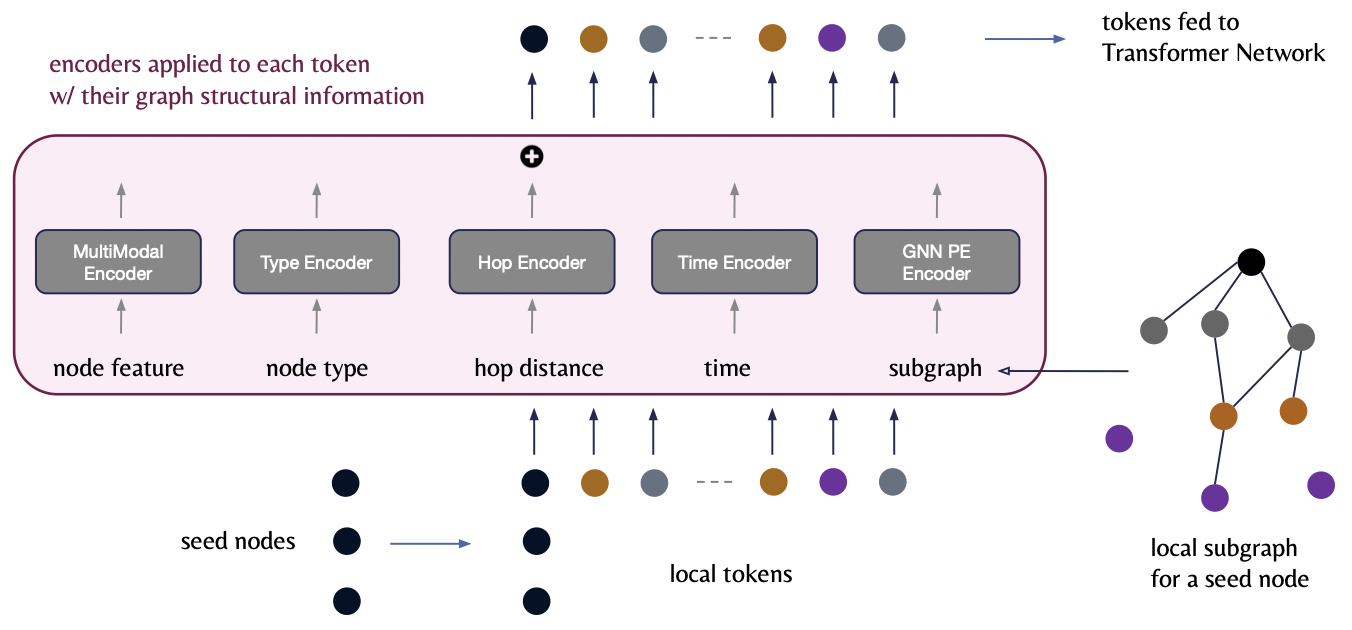 tokens fed to
Transformer Network
encoders applied to each token
w/ their graph structural information
MultiModal
Encoder
Type Encoder
Hop Encoder
Time Encoder
GNN PE
Encoder
node feature
node type
hop distance
time
subgraph
seed nodes
local tokens
local subgraph
for a seed node